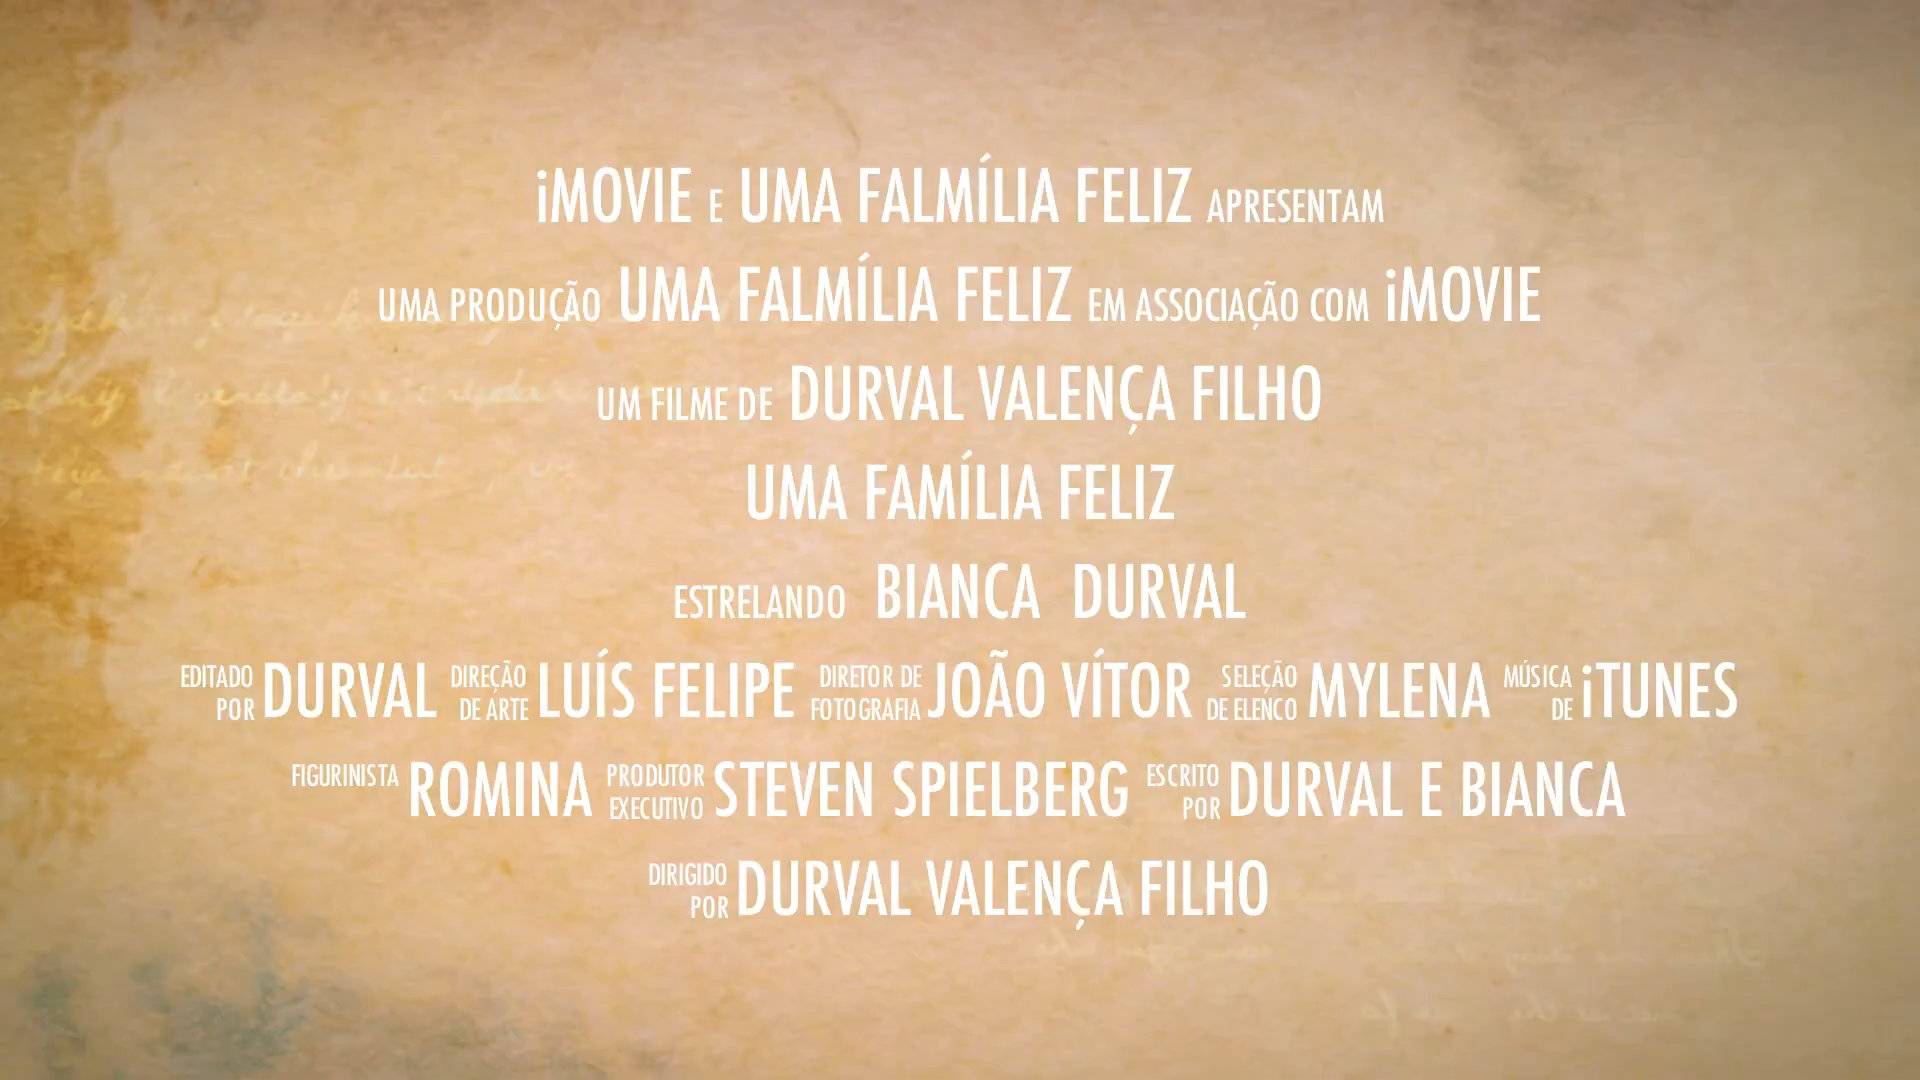 iMOVIE E UMA FALMÍLIA FELIZ APRESENTAM
UMA PRODUÇÃO UMA FALMÍLIA FELIZ EM ASSOCIAÇÃO COM iMOVIE
UM FILME DE DURVAL VALENÇA FILHO
UMA FAMÍLIA FELIZ
ESTRELANDO BIANCA DURVAL
EDITADO POR DURVAL DIREÇÃO DE ARTE LUÍS FELIPE DIRETOR DE FOTOGRAFIA JOÃO VÍTOR SELEÇÃO DE ELENCO MYLENA MÚSICA DE iTUNES
FIGURINISTA ROMINA PRODUTOR EXECUTIVO STEVEN SPIELBERG ESCRITO POR DURVAL E BIANCA
DIRIGIDO POR DURVAL VALENÇA FILHO